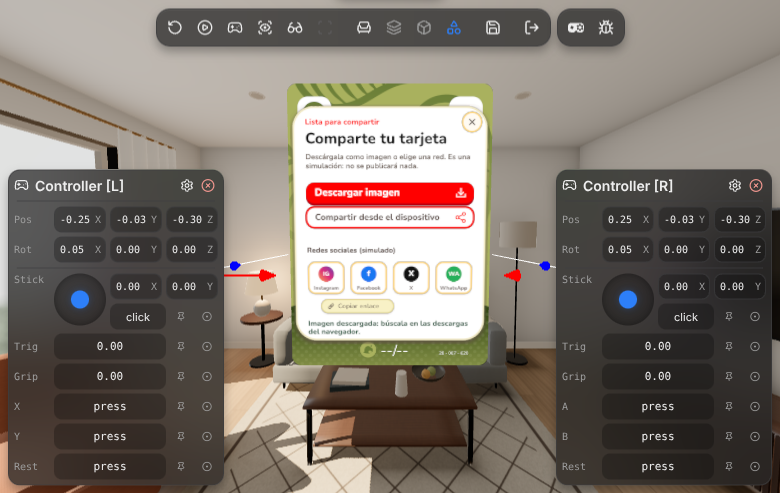 Controller [L]
Pos -0.25 X -0.03 Y -0.30 Z
Rot 0.05 X 0.00 Y 0.00 Z
Stick
0.00 X 0.00 Y
click
Trig 0.00
Grip 0.00
X press
Y press
Rest press
Lista para compartir
Comparte tu tarjeta
Descárgala como imagen o elige una red. Es una
simulación: no se publicará nada.
Descargar imagen
Compartir desde el dispositivo
Redes sociales (simulado)
IG f X WA
Instagram Facebook X WhatsApp
Copiar enlace
Imagen descargada: búscala en las descargas
del navegador.
--/--
Controller [R]
Pos 0.25 X -0.03 Y -0.30 Z
Rot 0.05 X 0.00 Y 0.00 Z
Stick
0.00 X 0.00 Y
click
Trig 0.00
Grip 0.00
A press
B press
Rest press